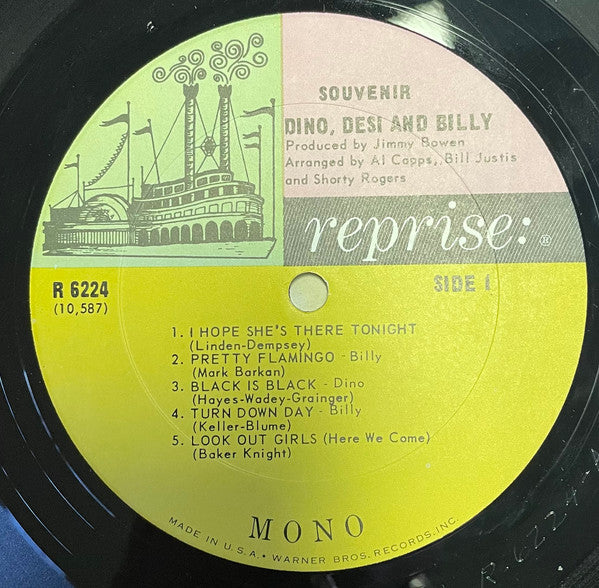 SOUVENIR
DINO, DESI AND BILLY
Produced by Jimmy Bowen
Arranged by Al Capps, Bill Justis
and Shorty Rogers
reprise: ®
R 6224
(10,587)
SIDE 1
1. I HOPE SHE'S THERE TONIGHT
(Linden-Dempsey)
2. PRETTY FLAMINGO - Billy
(Mark Barkan)
3. BLACK IS BLACK - Dino
(Hayes-Wadey-Grainger)
4. TURN DOWN DAY - Billy
(Keller-Blume)
5. LOOK OUT GIRLS (Here We Come)
(Baker Knight)
MONO
MADE IN U.S.A. • WARNER BROS. RECORDS, INC.